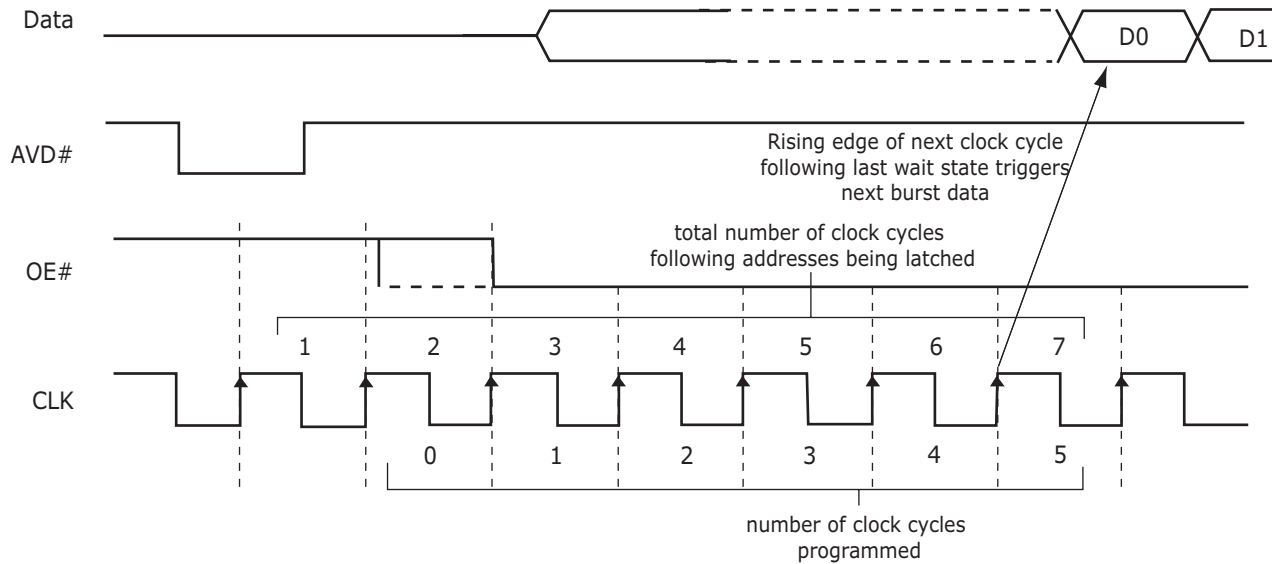 Data
D0
D1
AVD#
Rising edge of next clock cycle
following last wait state triggers
next burst data
total number of clock cycles
following addresses being latched
OE#
1 2 3 4 5 6 7
CLK
0 1 2 3 4 5
number of clock cycles
programmed